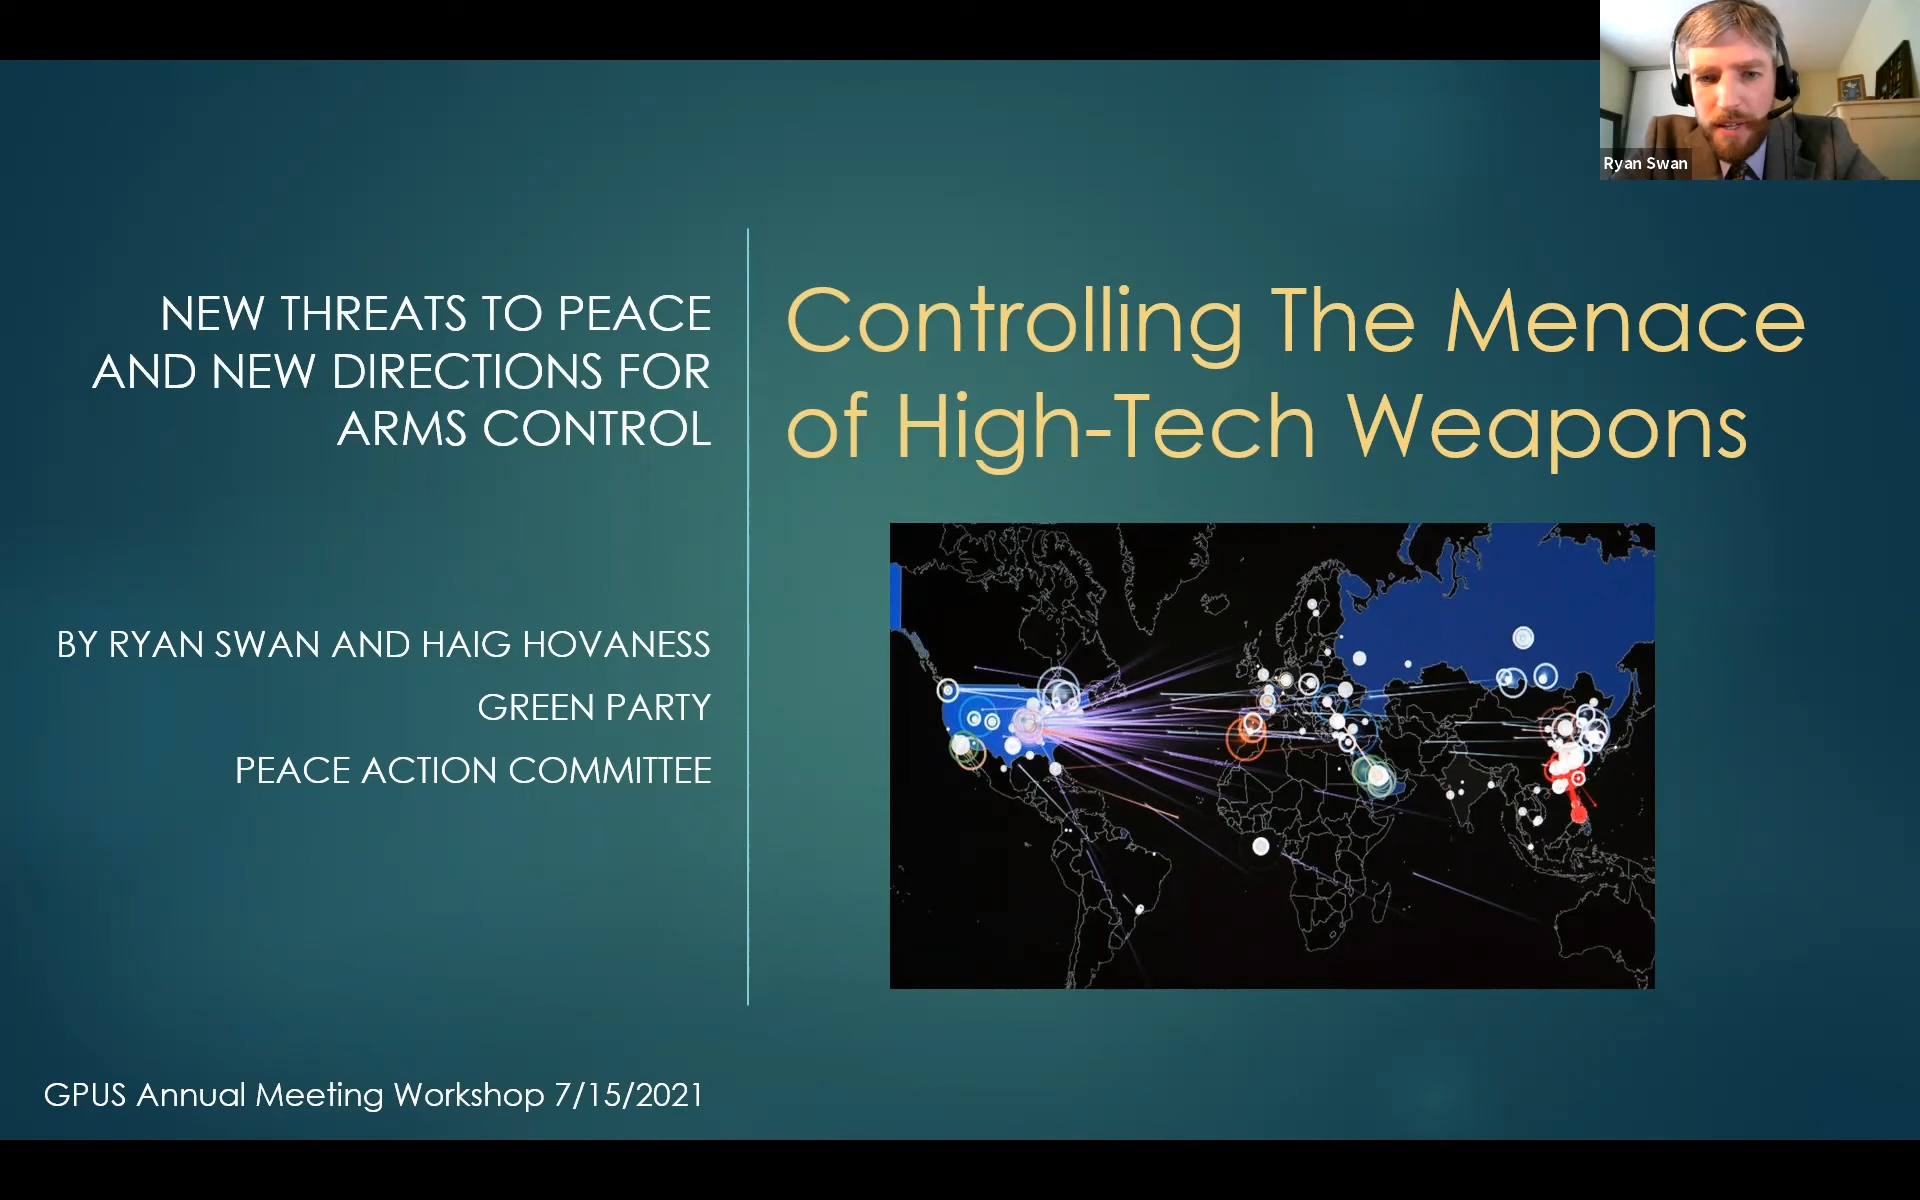 Ryan Swan
NEW THREATS TO PEACE
AND NEW DIRECTIONS FOR
ARMS CONTROL
Controlling The Menace
of High-Tech Weapons
BY RYAN SWAN AND HAIG HOVANESS
GREEN PARTY
PEACE ACTION COMMITTEE
GPUS Annual Meeting Workshop 7/15/2021